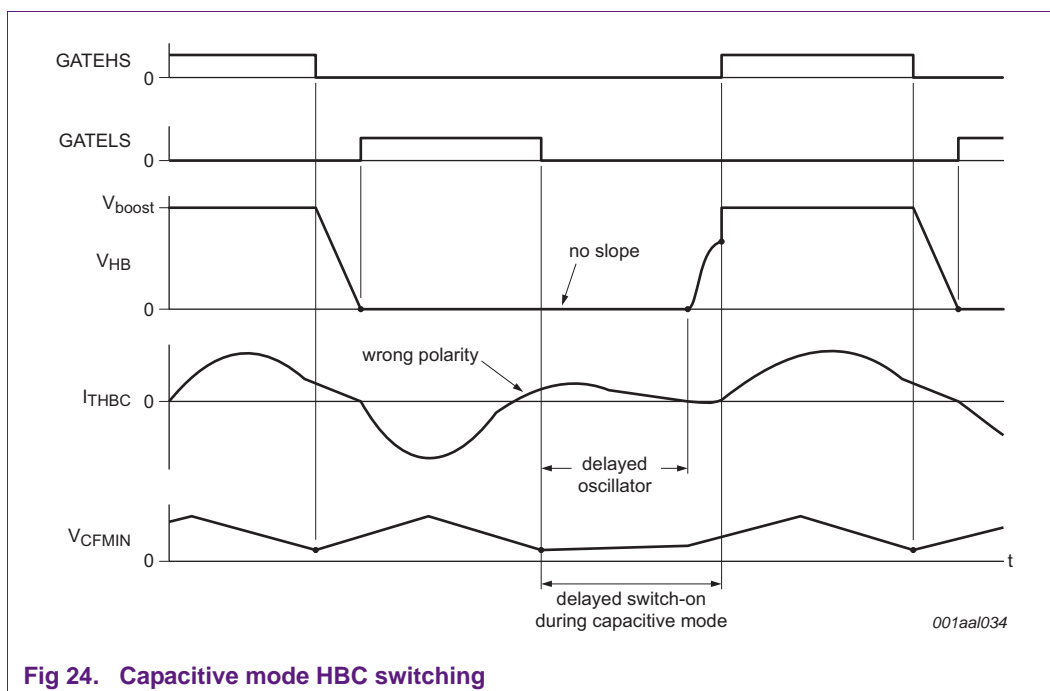 GATEHS
0
GATELS
0
Vboost
VHB
no slope
0
wrong polarity
ITHBC 0
delayed
oscillator
VCFMIN
0
t
delayed switch-on
during capacitive mode
001aal034
Fig 24. Capacitive mode HBC switching